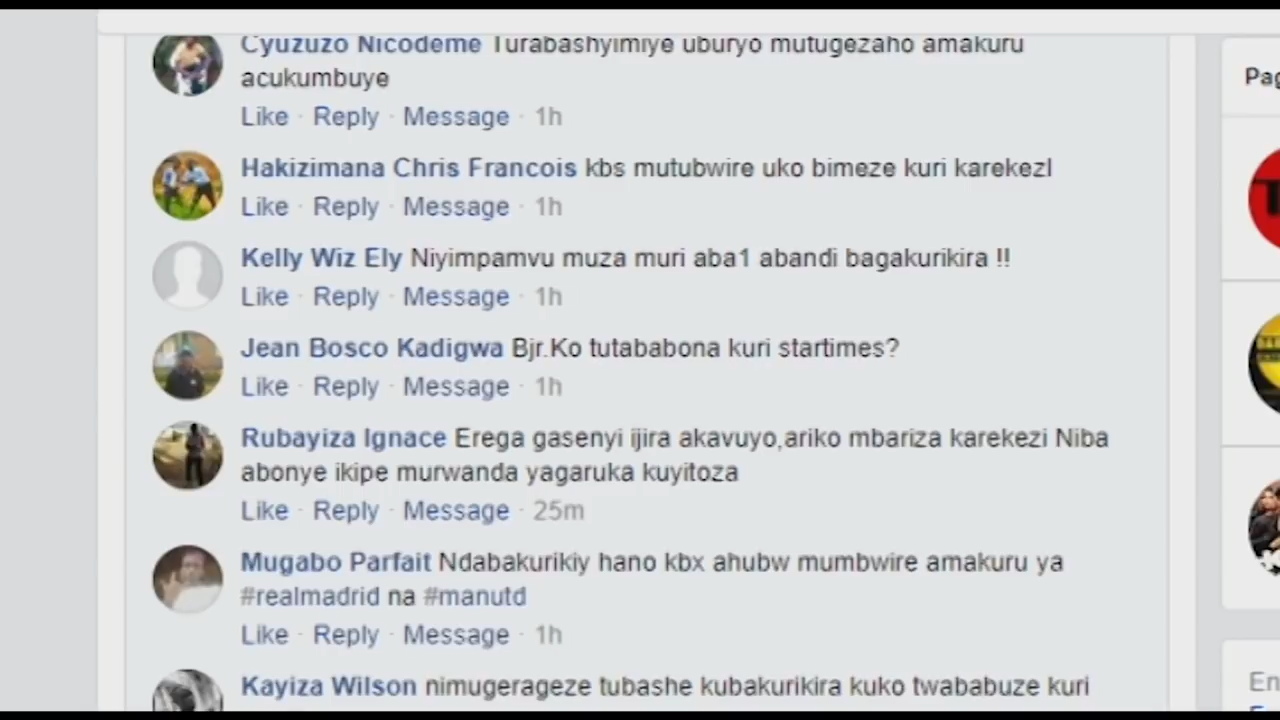 Cyuzuzo Nicodeme Turabashyimiye uburyo mutugezaho amakuru
acukumbuye
Like · Reply · Message · 1h
Hakizimana Chris Francois kbs mutubwire uko bimeze kuri karekezI
Like · Reply · Message · 1h
Kelly Wiz Ely Niyimpamvu muza muri aba1 abandi bagakurikira !!
Like · Reply · Message · 1h
Jean Bosco Kadigwa Bjr.Ko tutababona kuri startimes?
Like · Reply · Message · 1h
Rubayiza Ignace Erega gasenyi ijira akavuyo,ariko mbariza karekezi Niba
abonye ikipe murwanda yagaruka kuyitoza
Like · Reply · Message · 25m
Mugabo Parfait Ndabakurikiy hano kbx ahubw mumbwire amakuru ya
#realmadrid na #manutd
Like · Reply · Message · 1h
Kayiza Wilson nimugerageze tubashe kubakurikira kuko twababuze kuri
Pag
En